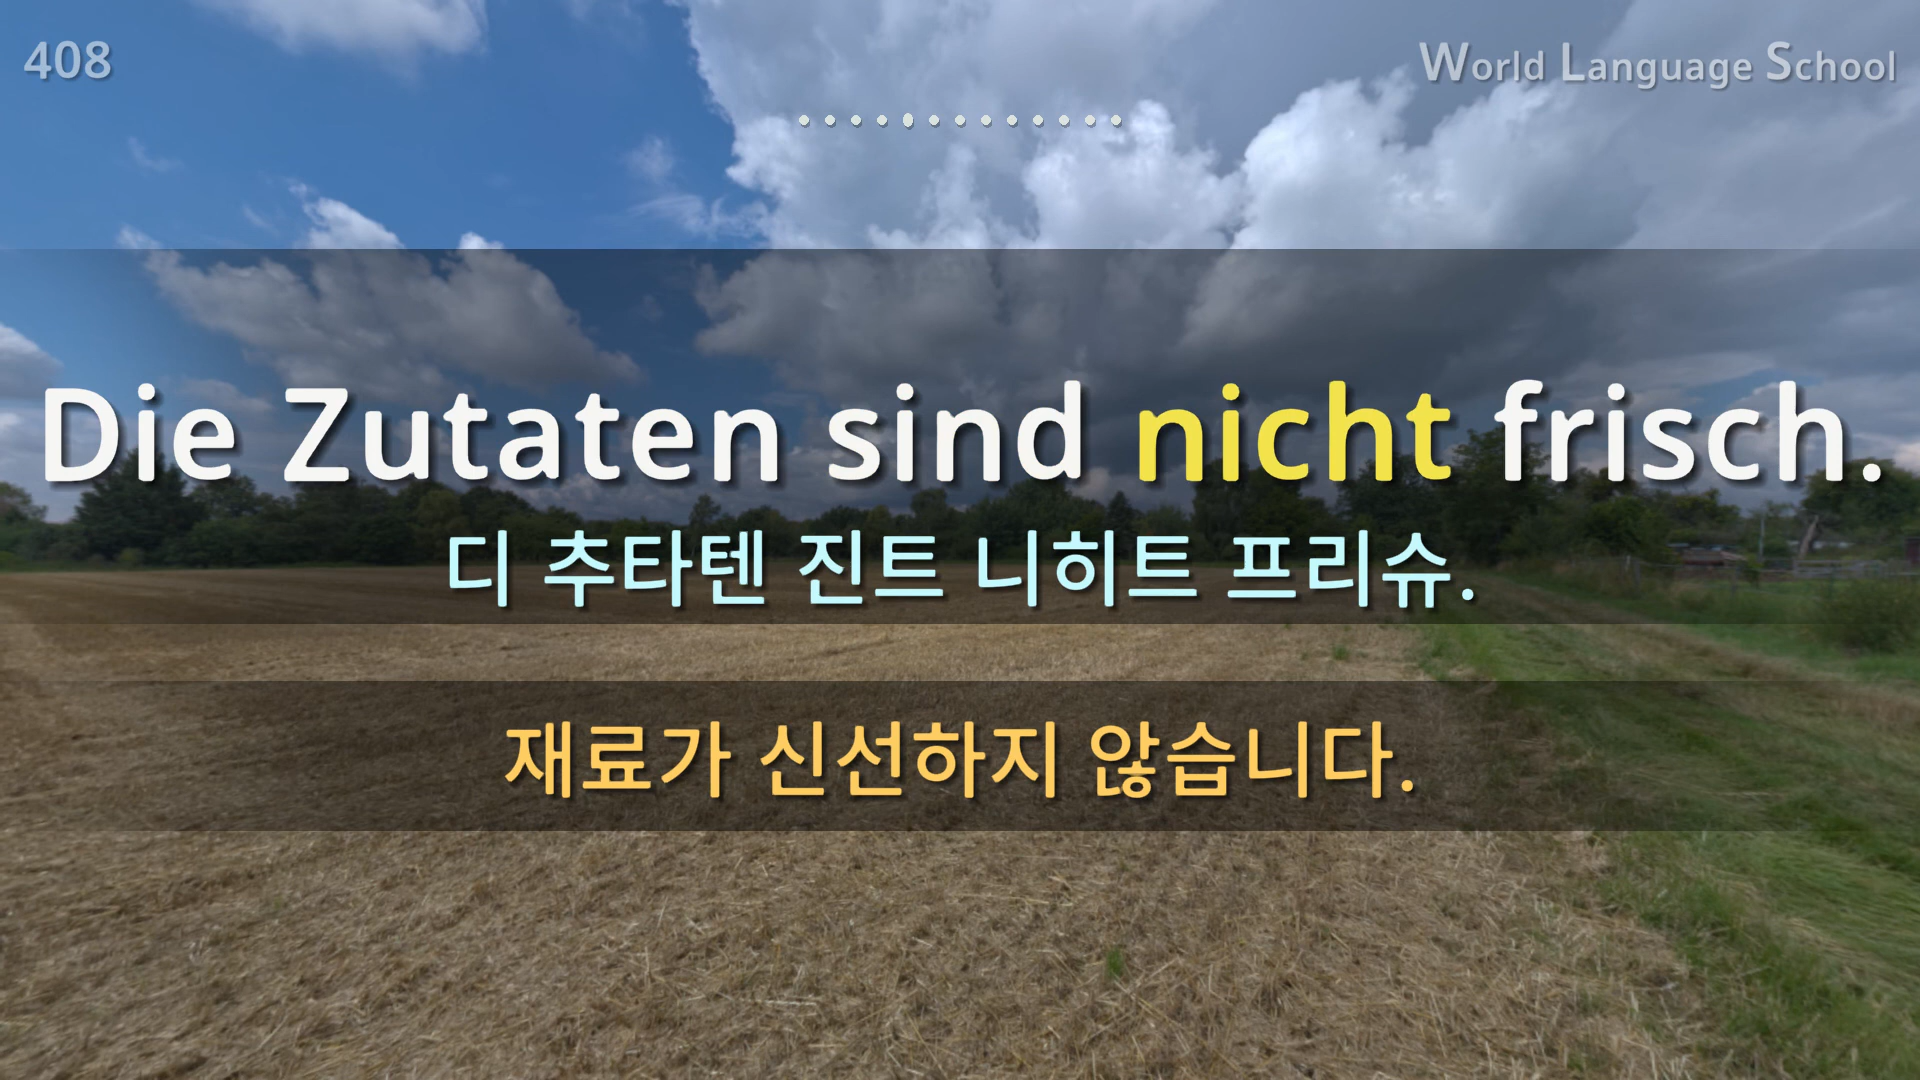 408
World Language School
Die Zutaten sind nicht frisch.
디 추타텐 진트 니히트 프리슈.
재료가 신선하지 않습니다.